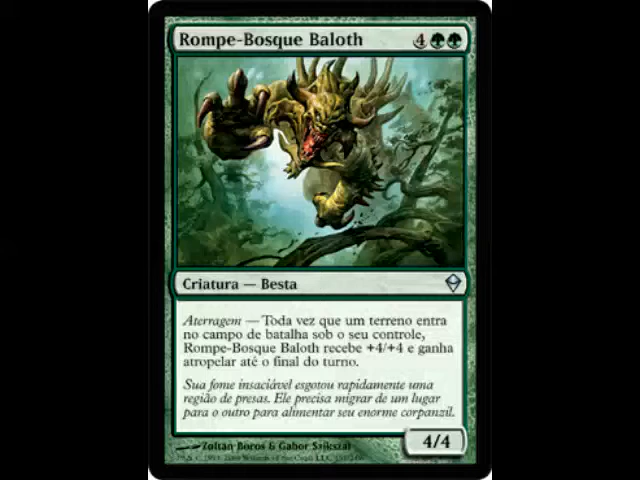 Rompe-Bosque Baloth 4
Criatura — Besta
Aterragem — Toda vez que um terreno entra
no campo de batalha sob o seu controle,
Rompe-Bosque Baloth recebe +4/+4 e ganha
atropelar até o final do turno.
Sua fome insaciável esgotou rapidamente uma
região de presas. Ele precisa migrar de um lugar
para o outro para alimentar seu enorme corpanzil.
4/4
Zoltan Boros & Gabor Szikszai